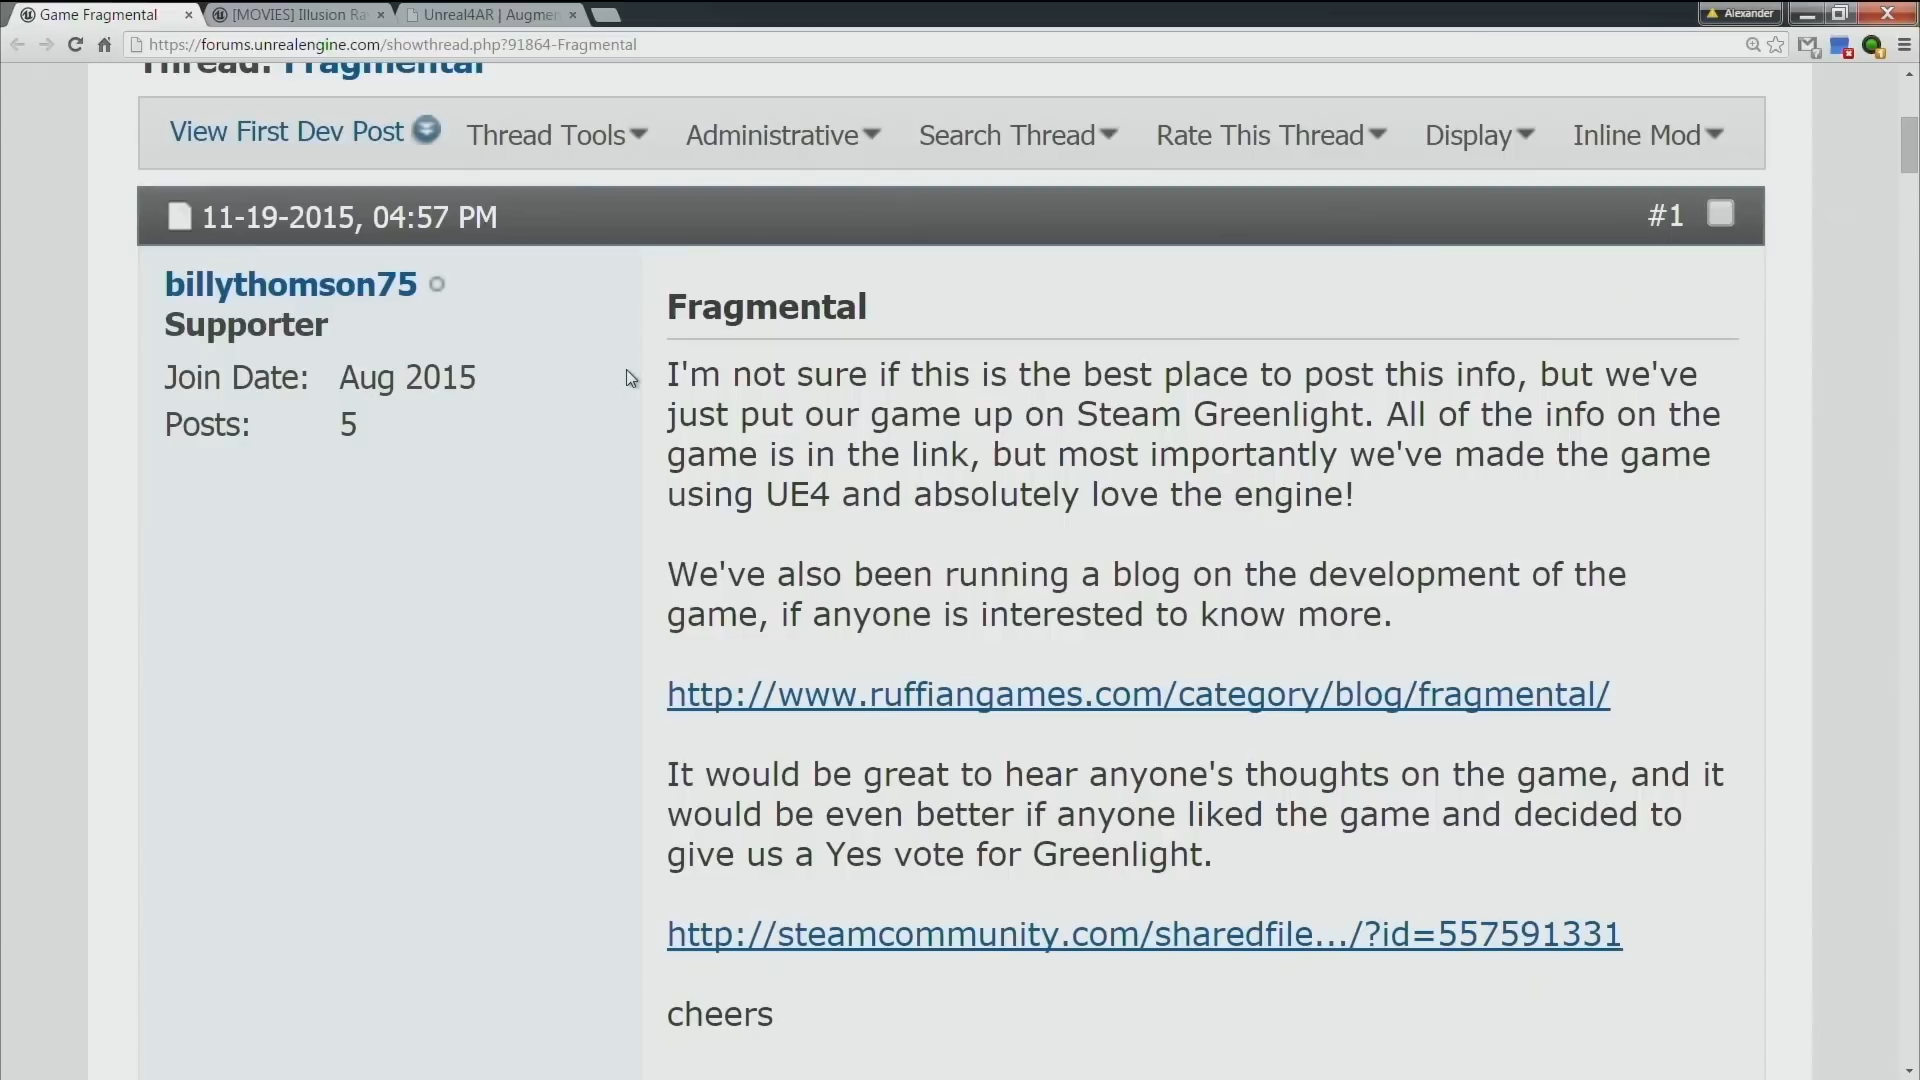 Game Fragmental
[MOVIES] Illusion Ra
Unreal4AR | Augme
Alexander
https://forums.unrealengine.com/showthread.php?91864-Fragmental
Thread: Fragmental
View First Dev Post
Thread Tools
Administrative
Search Thread
Rate This Thread
Display
Inline Mod
11-19-2015, 04:57 PM
#1
billythomson75
Supporter
Join Date: Aug 2015
Posts: 5
Fragmental
I'm not sure if this is the best place to post this info, but we've
just put our game up on Steam Greenlight. All of the info on the
game is in the link, but most importantly we've made the game
using UE4 and absolutely love the engine!
We've also been running a blog on the development of the
game, if anyone is interested to know more.
http://www.ruffiangames.com/category/blog/fragmental/
It would be great to hear anyone's thoughts on the game, and it
would be even better if anyone liked the game and decided to
give us a Yes vote for Greenlight.
http://steamcommunity.com/sharedfile.../?id=557591331
cheers